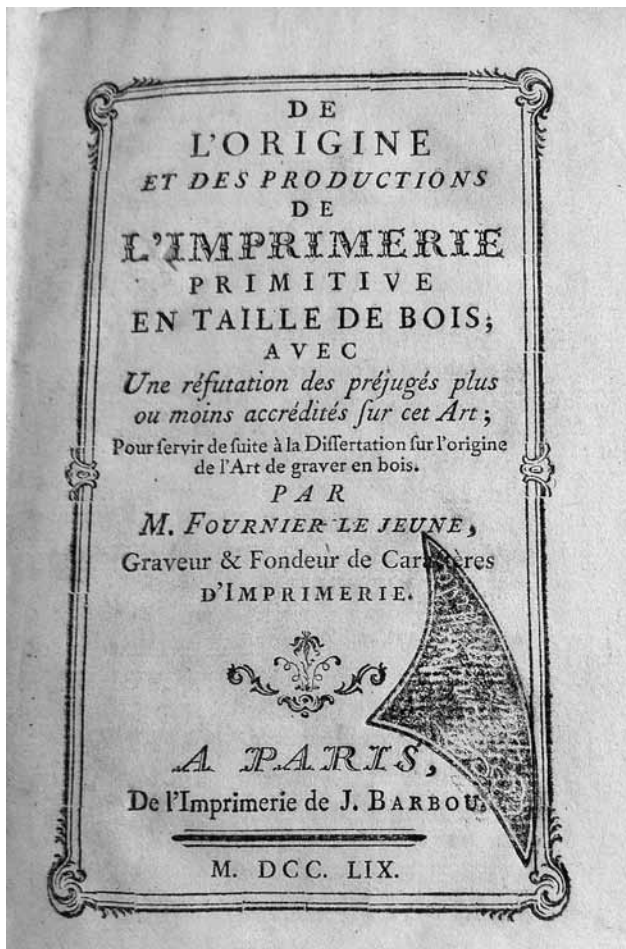 DE
L'ORIGINE
ET DES PRODUCTIONS
DE
L'IMPRIMERIE
PRIMITIVE
EN TAILLE DE BOIS;
AVEC
Une réfutation des préjugés plus
ou moins accrédités ſur cet Art;
Pour ſervir de ſuite à la Diſſertation ſur l'origine
de l'Art de graver en bois.
PAR
M. FOURNIER LE JEUNE,
Graveur & Fondeur de Caractères
D'IMPRIMERIE.
A PARIS,
De l'Imprimerie de J. BARBOU.
M. DCC. LIX.